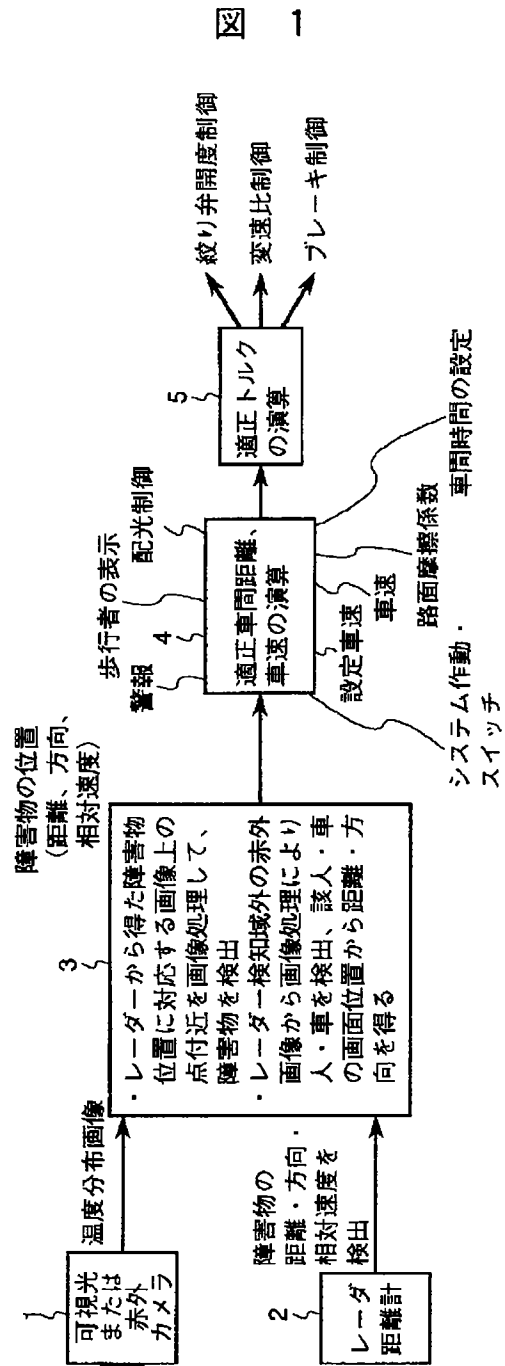 図 1
1
可視光
または
赤外
カメラ
温度分布画像
2
レーダ
距離計
障害物の
距離・方向・
相対速度を
検出
3
・レーダーから得た障害物
位置に対応する画像上の
点付近を画像処理して、
障害物を検出
・レーダー検知域外の赤外
画像から画像処理により
人・車を検出、該人・車
の画面位置から距離・方
向を得る
障害物の位置
(距離、方向、
相対速度)
警報
4
歩行者の表示
配光制御
適正車間距離、
車速の演算
システム作動・
スイッチ
設定車速
車速
路面摩擦係数
車間時間の設定
5
適正トルク
の演算
絞り弁開度制御
変速比制御
ブレーキ制御